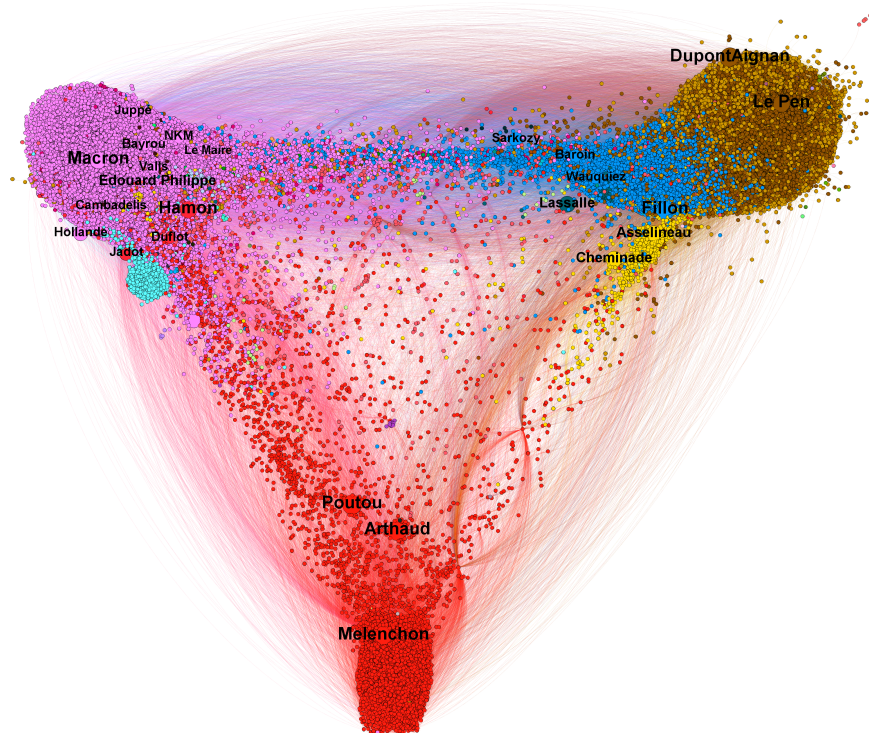 DupontAignan
Le Pen
Juppé
NKM
Sarkozy
Bayrou
Le Maire
Baroin
Macron
Valls
Wauquiez
Edouard Philippe
Cambadelis
Hamon
Lassalle
Fillon
Hollande
Duflot
Asselineau
Jadot
Cheminade
Poutou
Arthaud
Melenchon